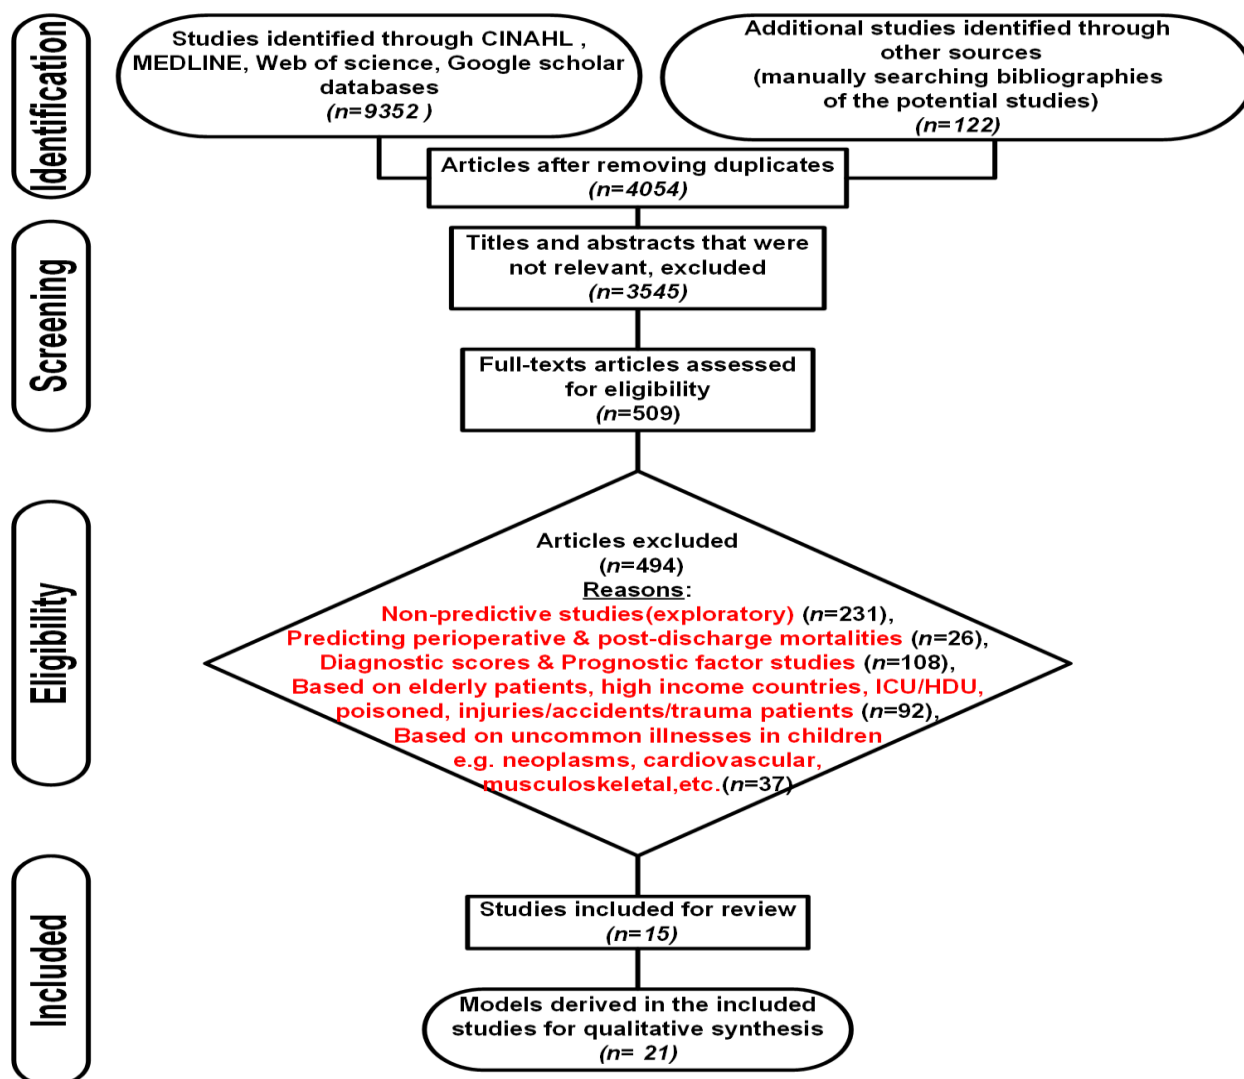 Identification
Studies identified through CINAHL ,
MEDLINE, Web of science, Google scholar
databases
(n=9352 )
Additional studies identified through
other sources
(manually searching bibliographies
of the potential studies)
(n=122)
Articles after removing duplicates
(n=4054)
Screening
Titles and abstracts that were
not relevant, excluded
(n=3545)
Full-texts articles assessed
for eligibility
(n=509)
Eligibility
Articles excluded
(n=494)
Reasons:
Non-predictive studies(exploratory) (n=231),
Predicting perioperative & post-discharge mortalities (n=26),
Diagnostic scores & Prognostic factor studies (n=108),
Based on elderly patients, high income countries, ICU/HDU,
poisoned, injuries/accidents/trauma patients (n=92),
Based on uncommon illnesses in children
e.g. neoplasms, cardiovascular,
musculoskeletal,etc.(n=37)
Included
Studies included for review
(n=15)
Models derived in the included
studies for qualitative synthesis
(n= 21)